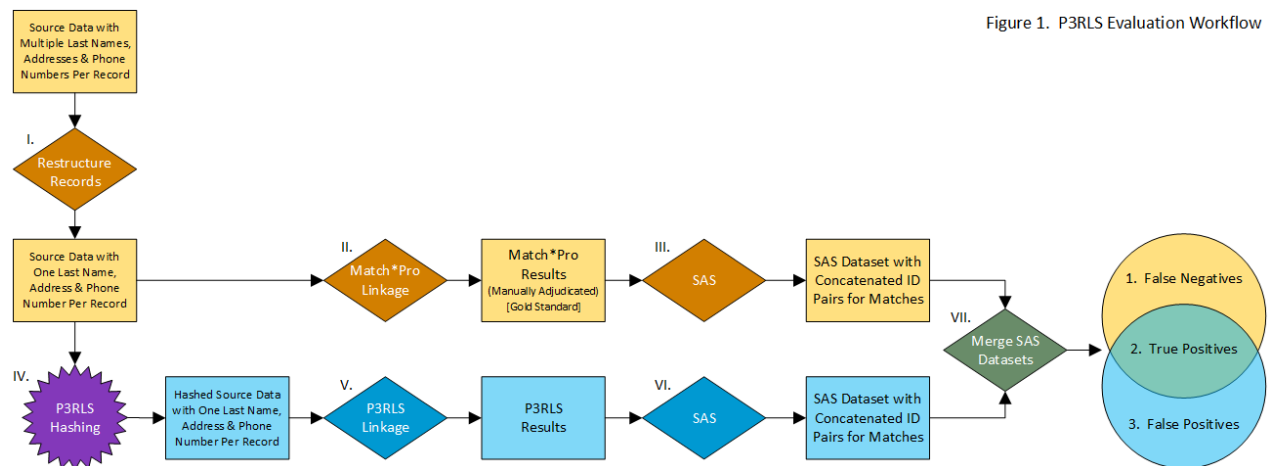 Figure 1. P3RLS Evaluation Workflow
Source Data with
Multiple Last Names,
Addresses & Phone
Numbers Per Record
I.
Restructure
Records
Source Data with
One Last Name,
Address & Phone
Number Per Record
II.
Match*Pro
Linkage
Match*Pro
Results
(Manually Adjudicated)
[Gold Standard]
III.
SAS
SAS Dataset with
Concatenated ID
Pairs for Matches
IV.
P3RLS
Hashing
Hashed Source Data
with One Last Name,
Address & Phone
Number Per Record
V.
P3RLS
Linkage
P3RLS
Results
VI.
SAS
SAS Dataset with
Concatenated ID
Pairs for Matches
VII.
Merge SAS
Datasets
1. False Negatives
2. True Positives
3. False Positives